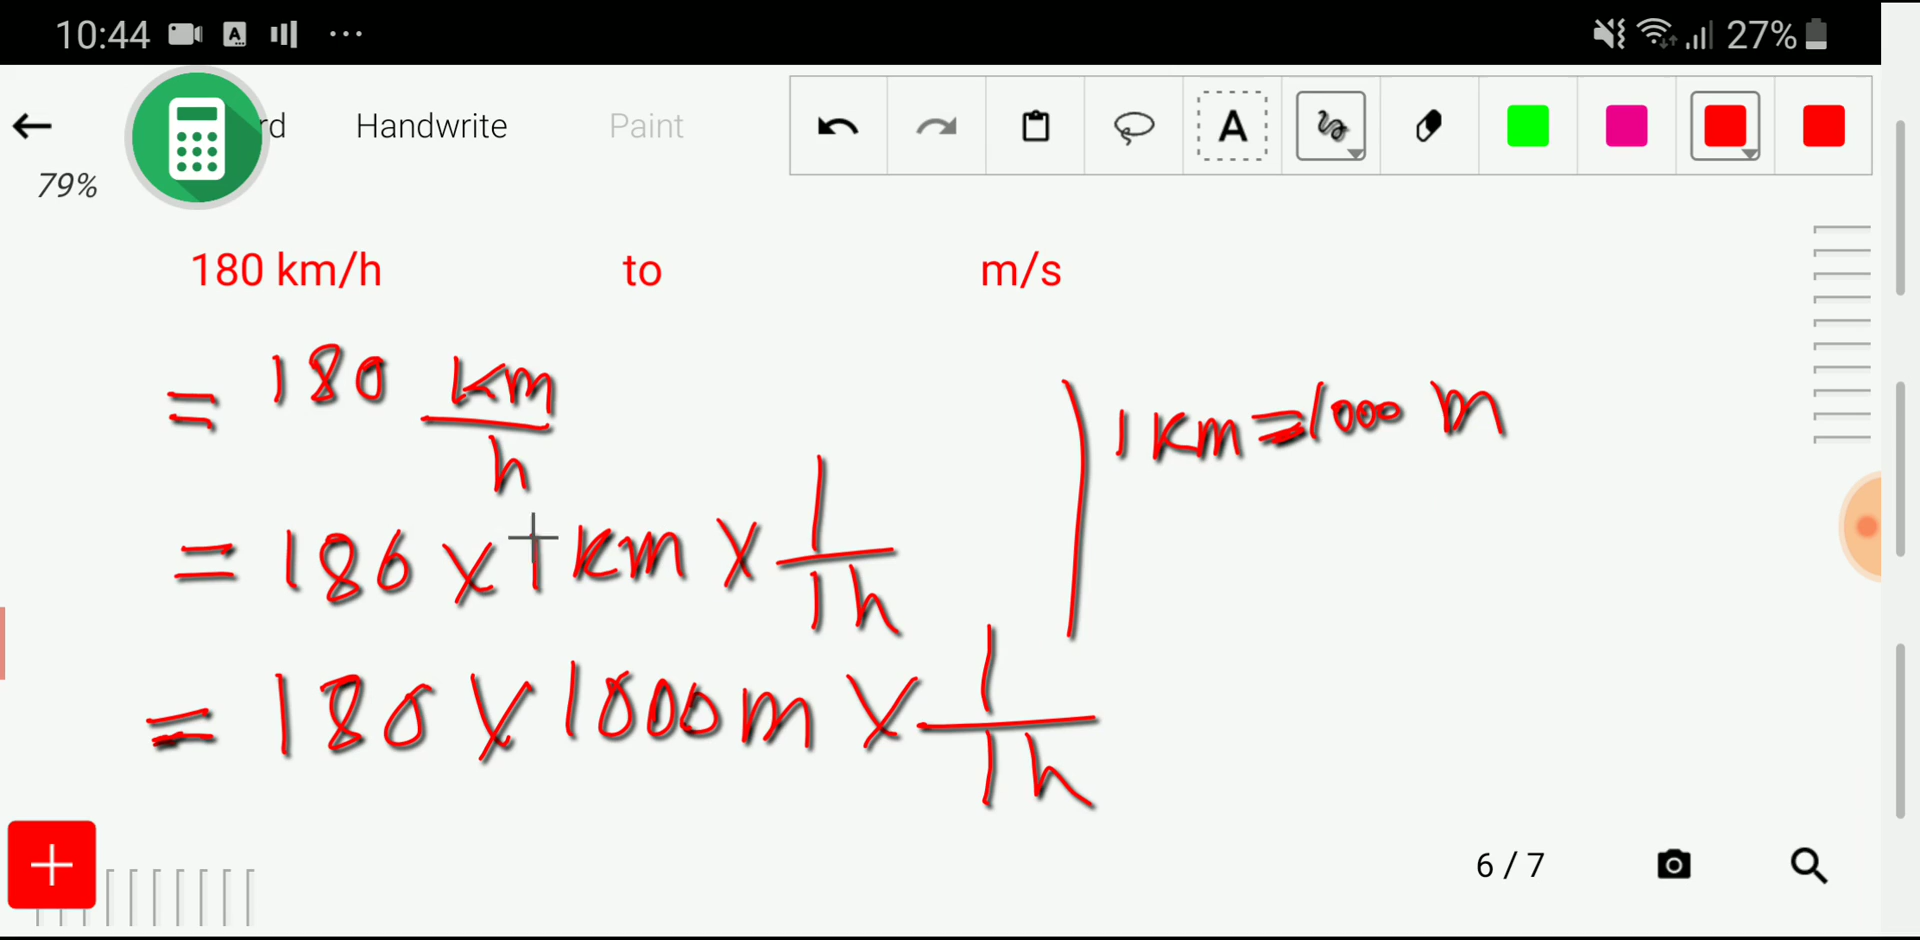 10:44 A ... 27%
rd Handwrite Paint A
79%
180 km/h to m/s
= 180 km/h
1 km = 1000 m
= 180 x 1 km x 1/1h
= 180 x 1000 m x 1/1h
6 / 7